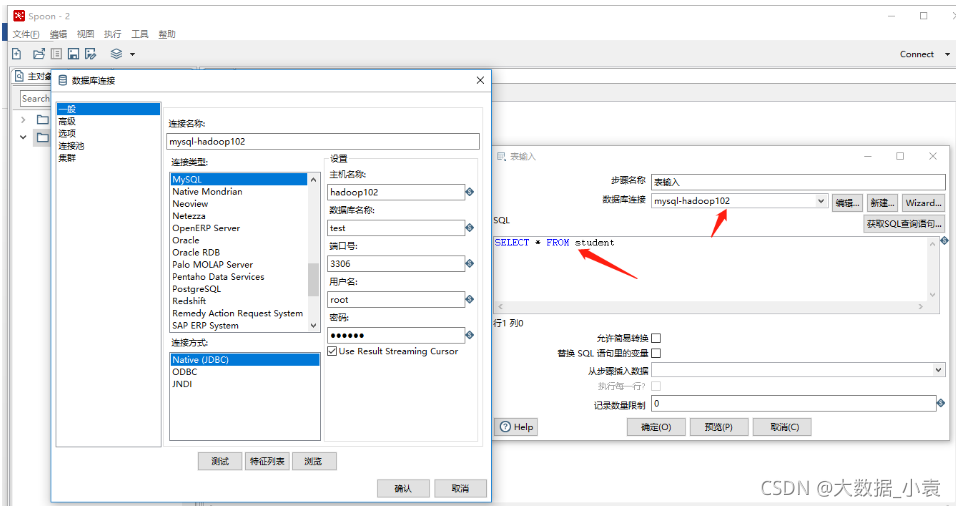 Spoon - 2
文件(F) 编辑 视图 执行 工具 整助
Connect
主对象
Search
数据库连接
一般
高级
选项
连接池
集群
连接名称:
mysql-hadoop102
连接类型:
MySQL
Native Mondrian
Neoview
Netezza
OpenERP Server
Oracle
Oracle RDB
Palo MOLAP Server
Pentaho Data Services
PostgreSQL
Redshift
Remedy Action Request System
SAP ERP System
连接方式:
Native (JDBC)
ODBC
JNDI
设置
主机名称:
hadoop102
数据库名称:
test
端口号:
3306
用户名:
root
密码:
●●●●●●
Use Result Streaming Cursor
测试 特征列表 浏览
确认 取消
表输入
步骤名称 表输入
数据库连接 mysql-hadoop102 编辑... 新建... Wizard...
SQL 获取SQL查询语句...
SELECT * FROM student
行1 列0
允许简易转换
替换 SQL 语句里的变量
从步骤插入数据
执行每一行?
记录数量限制 0
Help 确定(O) 预览(P) 取消(C)
CSDN @大数据_小袁